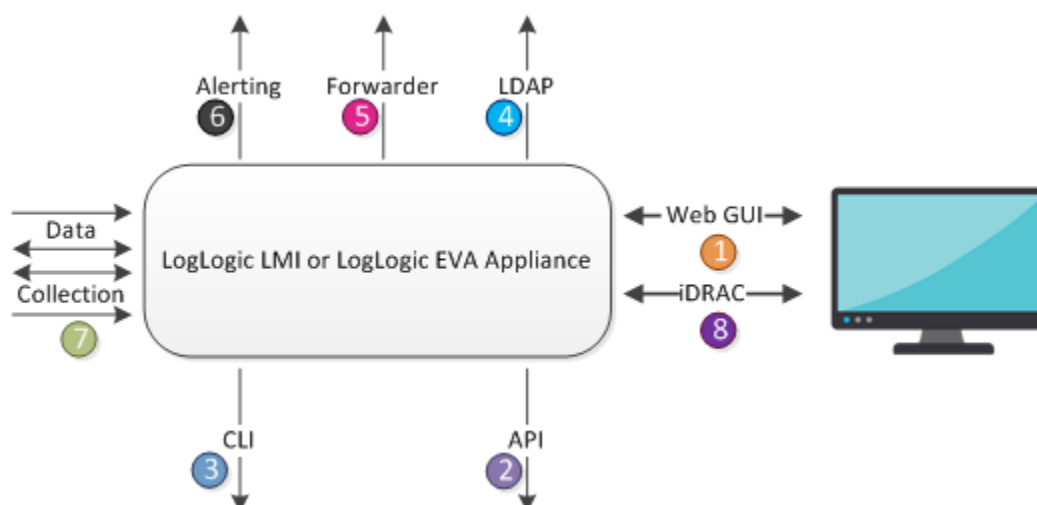 Alerting
6
Forwarder
5
LDAP
4
Data
Collection
7
LogLogic LMI or LogLogic EVA Appliance
Web GUI
1
iDRAC
8
CLI
3
API
2